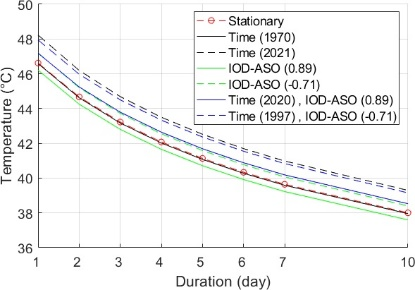 50
48
46
44
42
40
38
36
Temperature (°C)
Stationary
Time (1970)
Time (2021)
IOD-ASO (0.89)
IOD-ASO (-0.71)
Time (2020) , IOD-ASO (0.89)
Time (1997) , IOD-ASO (-0.71)
1 2 3 4 5 6 7 10
Duration (day)